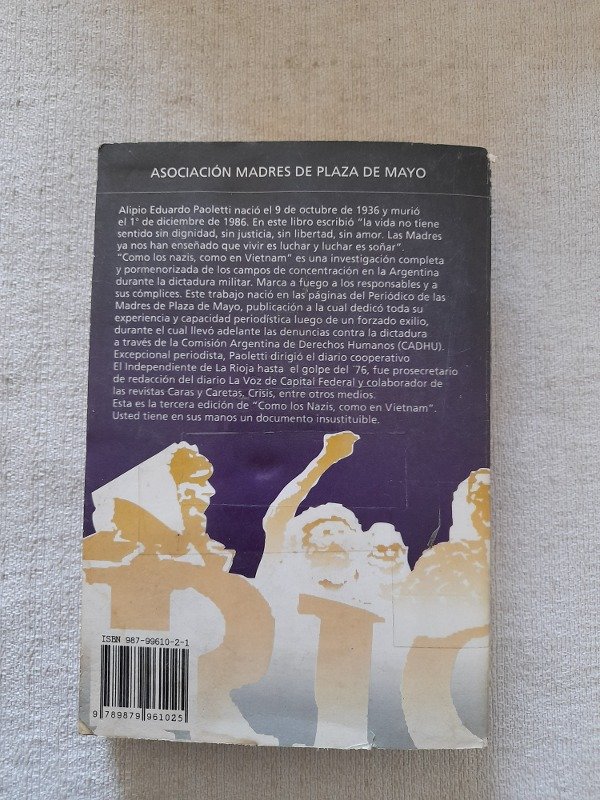 ASOCIACIÓN MADRES DE PLAZA DE MAYO
Alipio Eduardo Paoletti nació el 9 de octubre de 1936 y murió
el 1° de diciembre de 1986. En este libro escribió “la vida no tiene
sentido sin dignidad, sin justicia, sin libertad, sin amor. Las Madres
ya nos han enseñado que vivir es luchar y luchar es soñar”.
“Como los nazis, como en Vietnam” es una investigación completa
y pormenorizada de los campos de concentración en la Argentina
durante la dictadura militar. Marca a fuego a los responsables y a
sus cómplices. Este trabajo nació en las páginas del Periódico de las
Madres de Plaza de Mayo, publicación a la cual dedicó toda su
experiencia y capacidad periodística luego de un forzado exilio,
durante el cual llevó adelante las denuncias contra la dictadura
a través de la Comisión Argentina de Derechos Humanos (CADHU).
Excepcional periodista, Paoletti dirigió el diario cooperativo
El Independiente de La Rioja hasta el golpe del ´76, fue prosecretario
de redacción del diario La Voz de Capital Federal y colaborador de
las revistas Caras y Caretas, Crisis, entre otros medios.
Esta es la tercera edición de “Como los Nazis, como en Vietnam”.
Usted tiene en sus manos un documento insustituible.
RIO
ISBN 987-99610-2-1
9 789879 961025